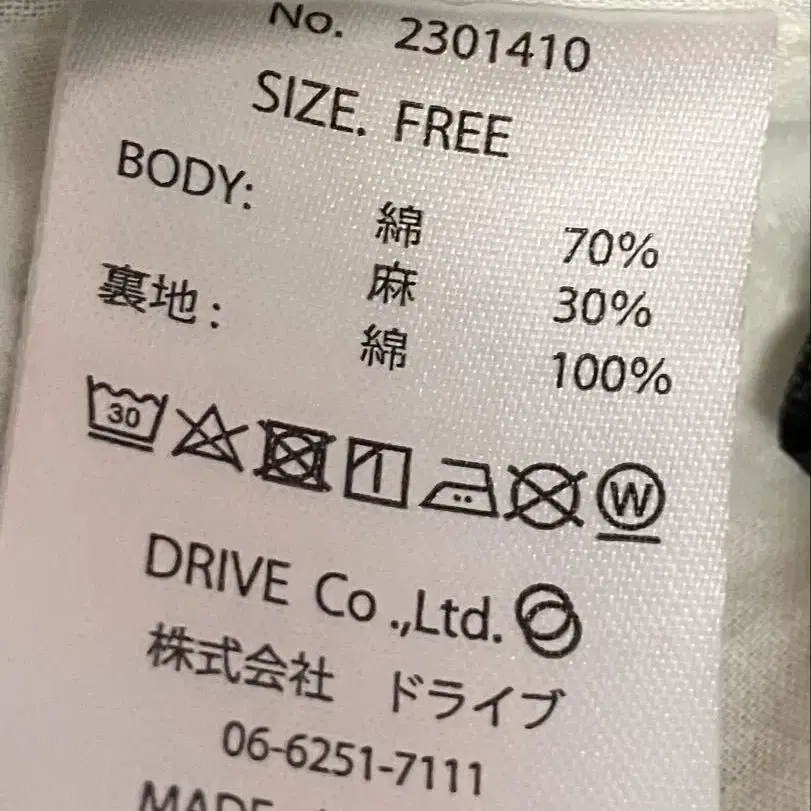 No. 2301410
SIZE. FREE
BODY:
綿 70%
麻 30%
裏地: 綿 100%
30
W
DRIVE Co .,Ltd.
株式会社 ドライブ
06-6251-7111
MADE